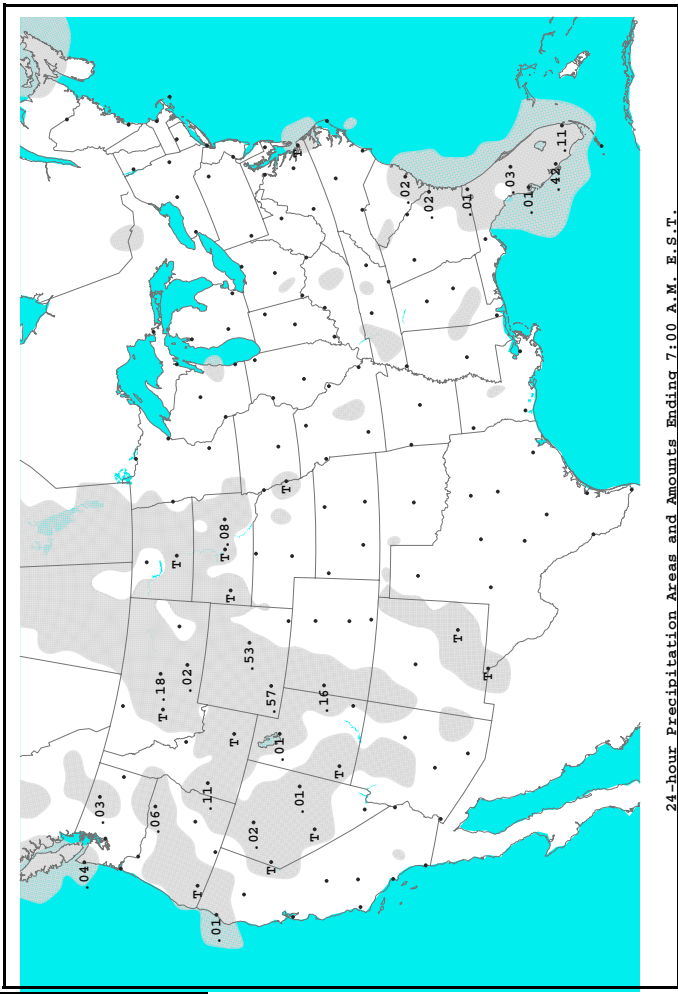 .04
.03
.06
T
.18
T
.02
T
.11
.01
T
.08
T
T
.53
.02
T
.57
.01
T
T
.01
T
.16
T
.02
.02
T
.01
T
.03
.01
.42
.11
24-hour Precipitation Areas and Amounts Ending 7:00 A.M. E.S.T.